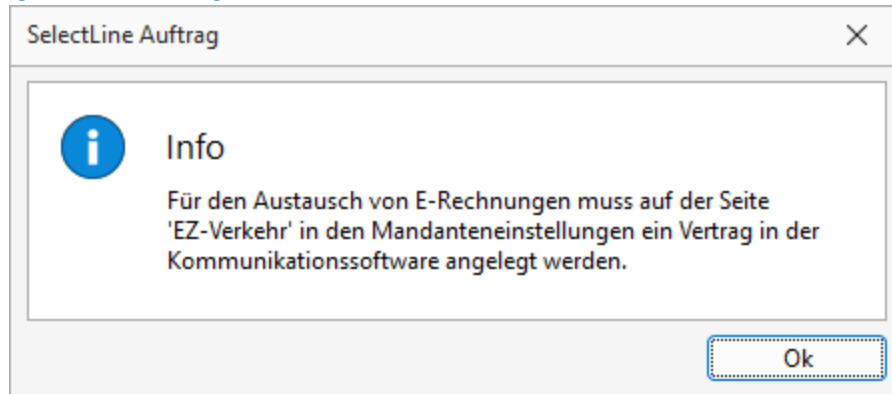 SelectLine Auftrag
Info
Für den Austausch von E-Rechnungen muss auf der Seite
'EZ-Verkehr' in den Mandanteneinstellungen ein Vertrag in der
Kommunikationssoftware angelegt werden.
Ok